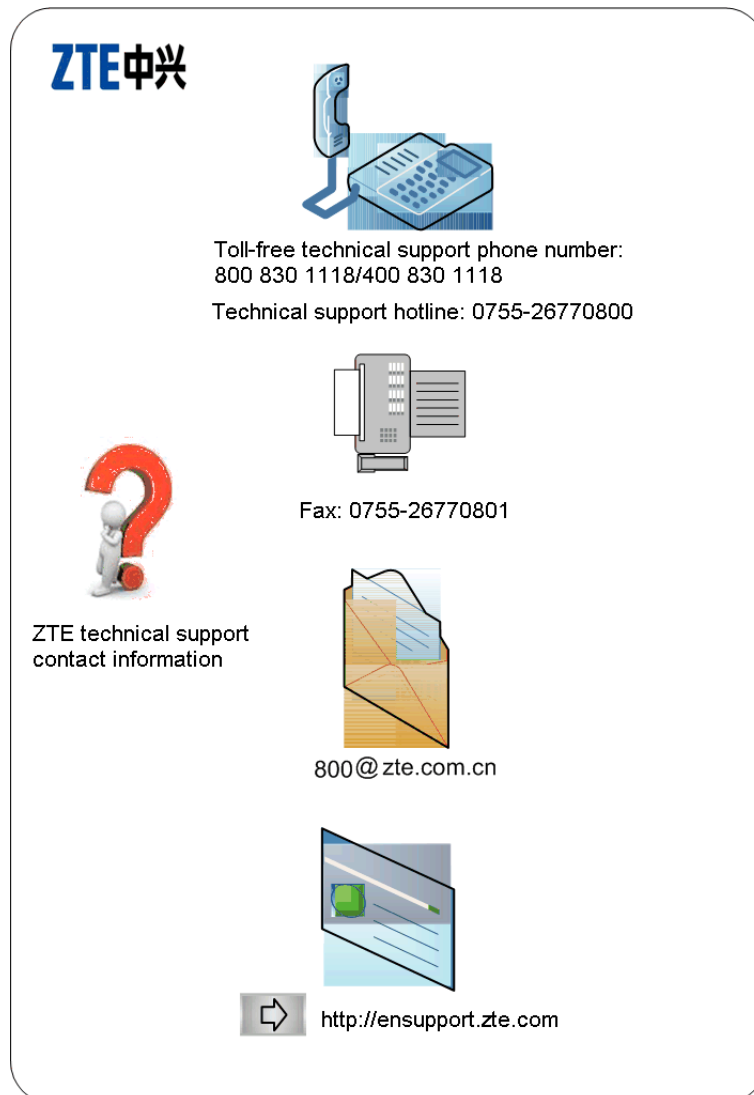 ZTE中兴
Toll-free technical support phone number:
800 830 1118/400 830 1118
Technical support hotline: 0755-26770800
Fax: 0755-26770801
ZTE technical support
contact information
800@zte.com.cn
http://ensupport.zte.com